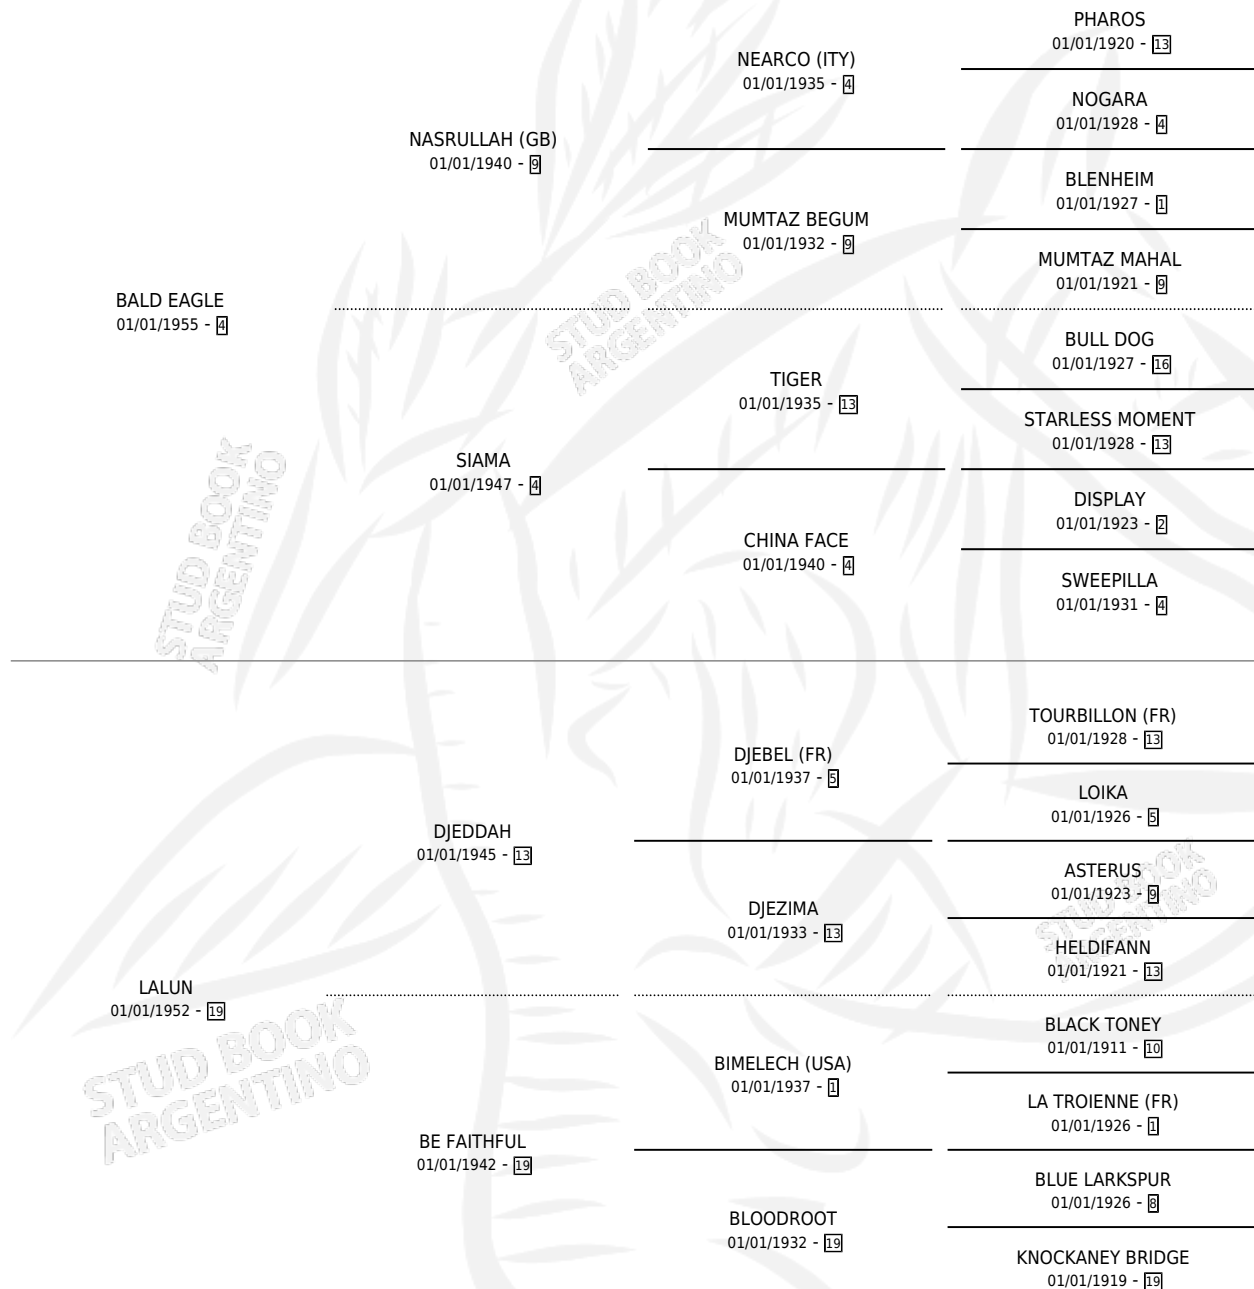 PHAROS
01/01/1920 - 13
NEARCO (ITY)
01/01/1935 - 4
NOGARA
01/01/1928 - 4
NASRULLAH (GB)
01/01/1940 - 9
BLENHEIM
01/01/1927 - 1
MUMTAZ BEGUM
01/01/1932 - 9
MUMTAZ MAHAL
01/01/1921 - 9
BALD EAGLE
01/01/1955 - 4
BULL DOG
01/01/1927 - 16
TIGER
01/01/1935 - 13
STARLESS MOMENT
01/01/1928 - 13
SIAMA
01/01/1947 - 4
DISPLAY
01/01/1923 - 2
CHINA FACE
01/01/1940 - 4
SWEEPILLA
01/01/1931 - 4
STUD BOOK
ARGENTINO
STUD BOOK
ARGENTINO
TOURBILLON (FR)
01/01/1928 - 13
DJEBEL (FR)
01/01/1937 - 5
LOIKA
01/01/1926 - 5
DJEDDAH
01/01/1945 - 13
ASTERUS
01/01/1923 - 9
DJEZIMA
01/01/1933 - 13
HELDIFANN
01/01/1921 - 13
LALUN
01/01/1952 - 19
BLACK TONEY
01/01/1911 - 10
BIMELECH (USA)
01/01/1937 - 1
LA TROIENNE (FR)
01/01/1926 - 1
BE FAITHFUL
01/01/1942 - 19
BLUE LARKSPUR
01/01/1926 - 8
BLOODROOT
01/01/1932 - 19
KNOCKANEY BRIDGE
01/01/1919 - 19
STUD BOOK
ARGENTINO
STUD BOOK
ARGENTINO